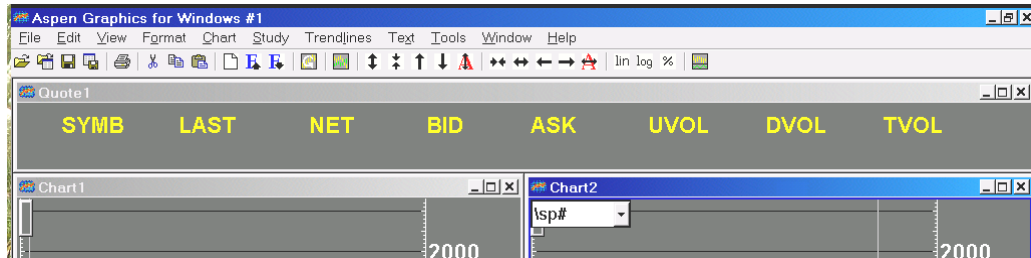 Aspen Graphics for Windows #1
File Edit View Format Chart Study Trendlines Text Tools Window Help
lin log %
Quote1
SYMB LAST NET BID ASK UVOL DVOL TVOL
Chart1 Chart2
\sp#
2000 2000